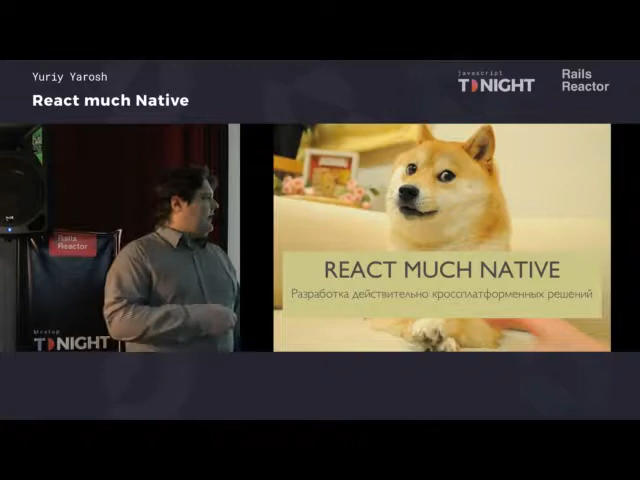 Yuriy Yarosh
React much Native
javascript
TONIGHT
Rails
Reactor
Rails
Reactor
Meetup
TONIGHT
REACT MUCH NATIVE
Разработка действительно кроссплатформенных решений